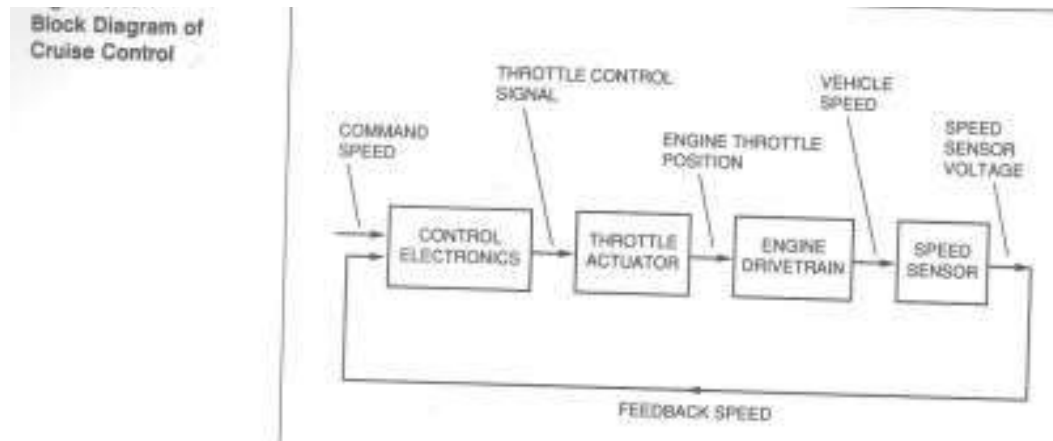 Block Diagram of
Cruise Control
THROTTLE CONTROL
SIGNAL
VEHICLE
SPEED
COMMAND
SPEED
ENGINE THROTTLE
POSITION
SPEED
SENSOR
VOLTAGE
CONTROL
ELECTRONICS
THROTTLE
ACTUATOR
ENGINE
DRIVETRAIN
SPEED
SENSOR
FEEDBACK SPEED